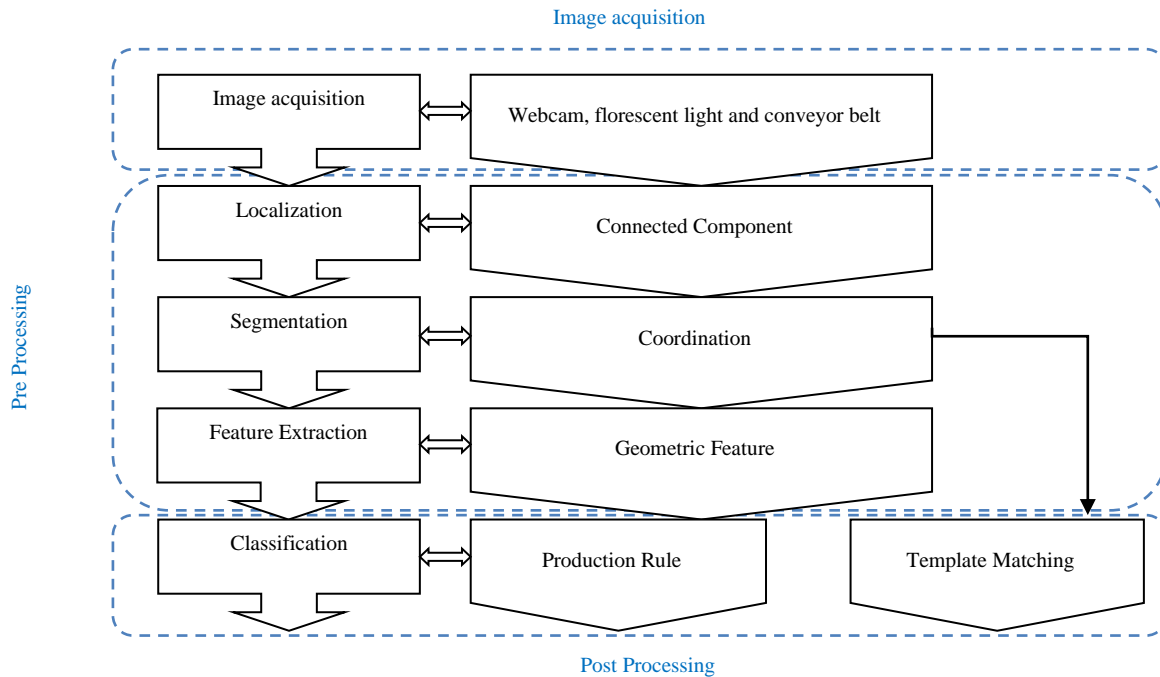 Image acquisition
Image acquisition
Webcam, florescent light and conveyor belt
Pre Processing
Localization
Connected Component
Segmentation
Coordination
Feature Extraction
Geometric Feature
Classification
Production Rule
Template Matching
Post Processing